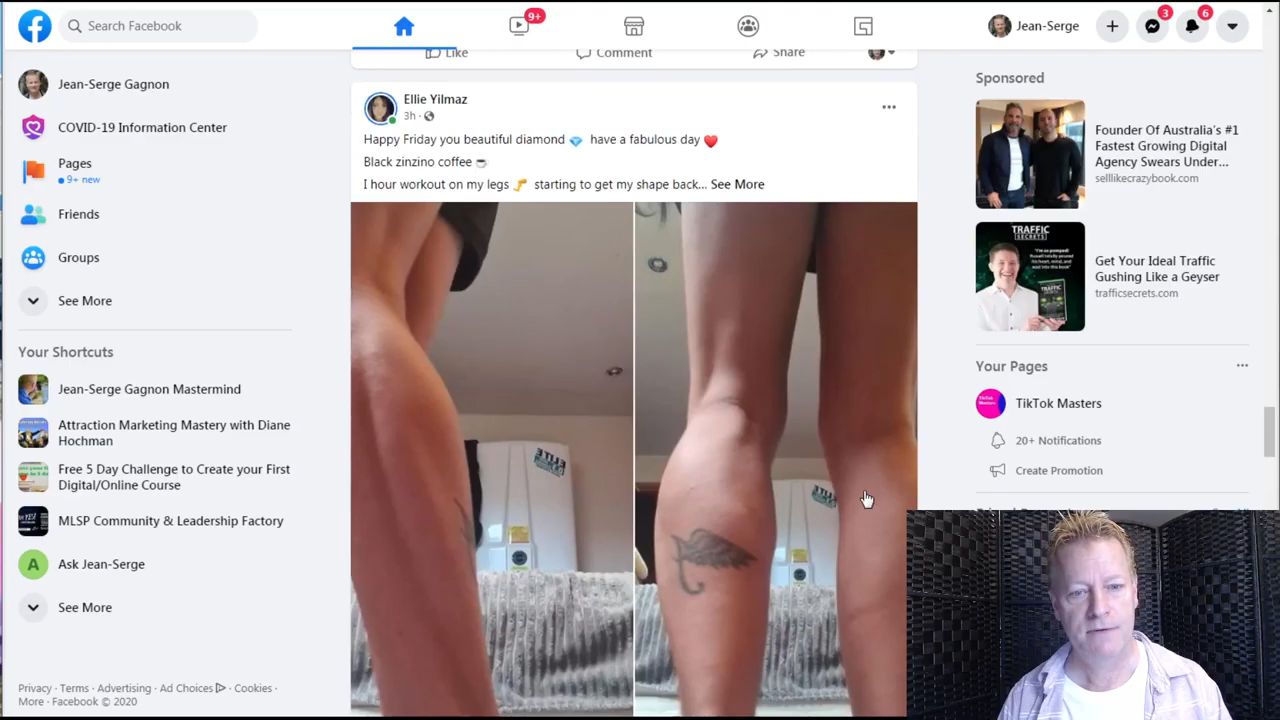 Search Facebook
9+
Jean-Serge
3
6
Like
Comment
Share
Jean-Serge Gagnon
COVID-19 Information Center
Pages
9+ new
Friends
Groups
See More
Your Shortcuts
Jean-Serge Gagnon Mastermind
Attraction Marketing Mastery with Diane
Hochman
Free 5 Day Challenge to Create your First
Digital/Online Course
MLSP Community & Leadership Factory
A
Ask Jean-Serge
See More
Privacy · Terms · Advertising · Ad Choices · Cookies ·
More · Facebook © 2020
Ellie Yilmaz
3h ·
Happy Friday you beautiful diamond 💎 have a fabulous day ❤️
Black zinzino coffee ☕
I hour workout on my legs 🦵 starting to get my shape back... See More
Sponsored
Founder Of Australia's #1
Fastest Growing Digital
Agency Swears Under...
selllikecrazybook.com
TRAFFIC
SECRETS
Get Your Ideal Traffic
Gushing Like a Geyser
trafficsecrets.com
Your Pages
TikTok Masters
20+ Notifications
Create Promotion